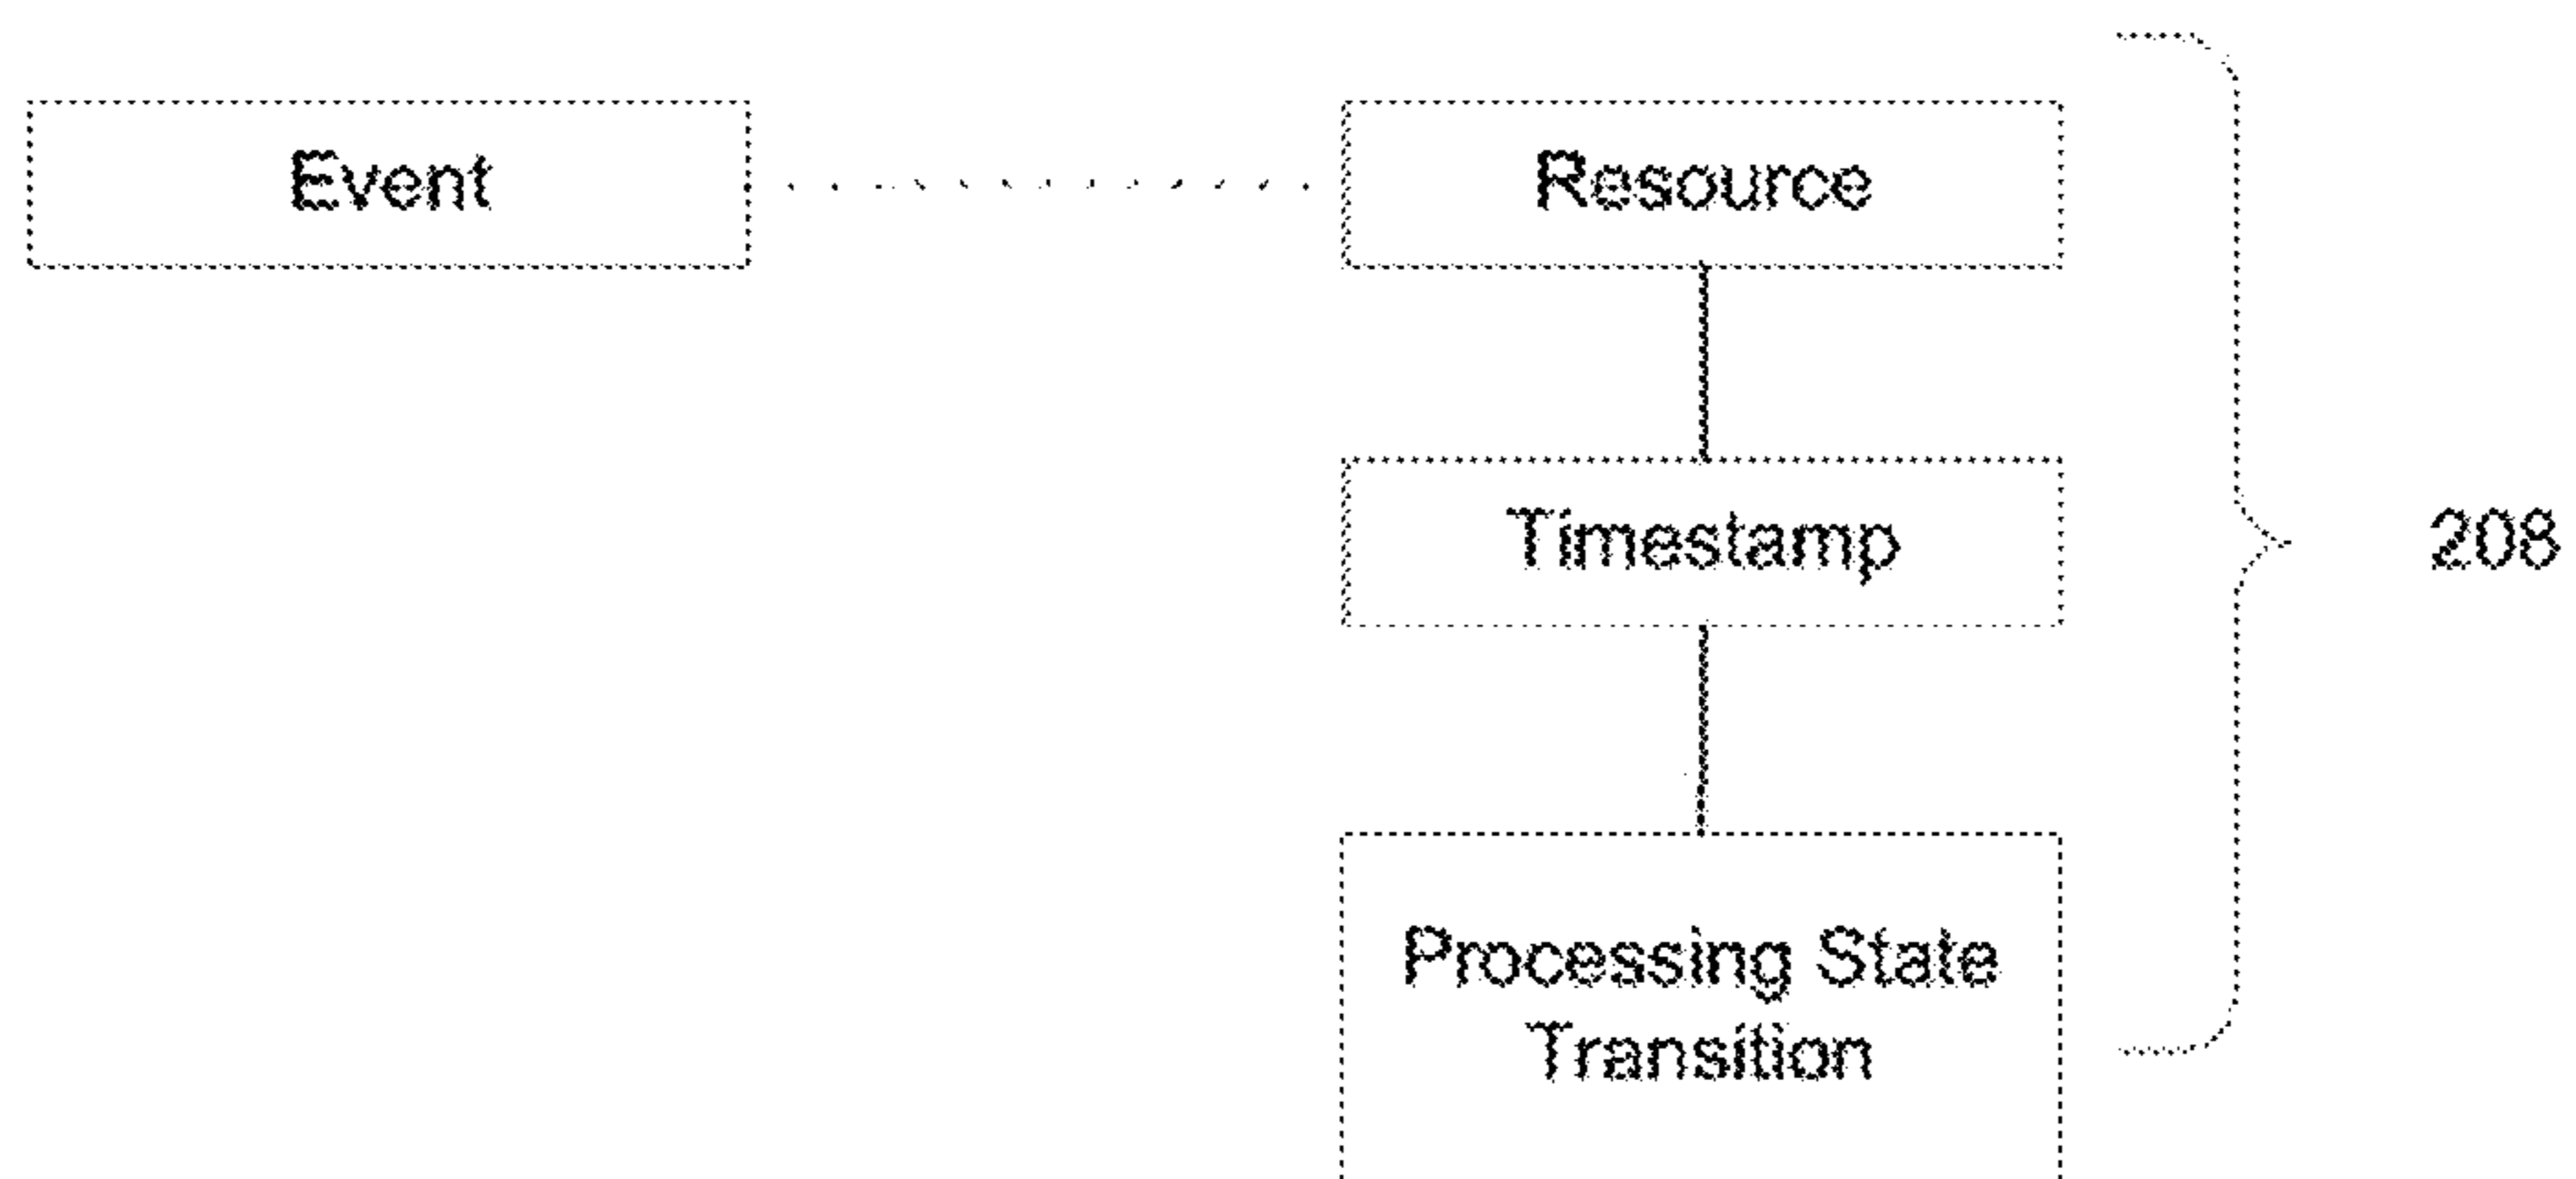 Event
Resource
Timestamp
208
Processing State
Transition